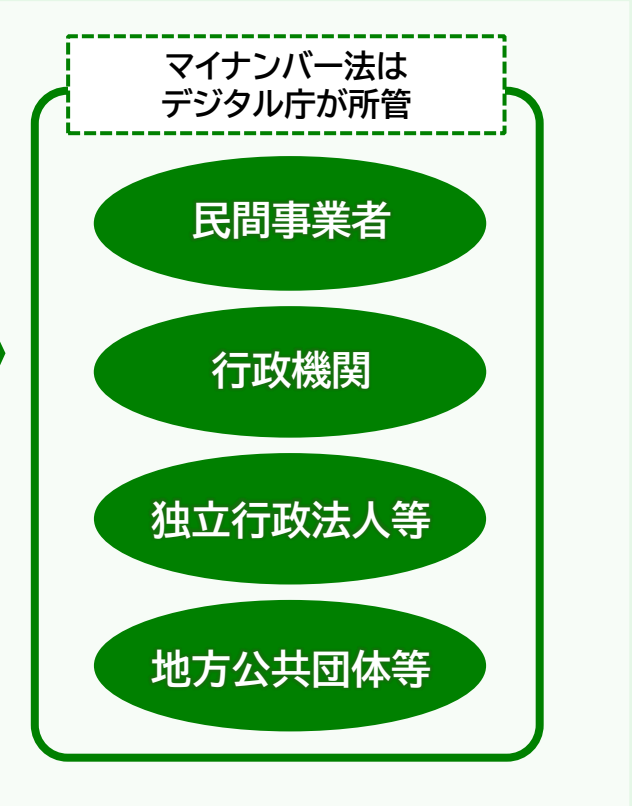 マイナンバー法は
デジタル庁が所管
民間事業者
行政機関
独立行政法人等
地方公共団体等